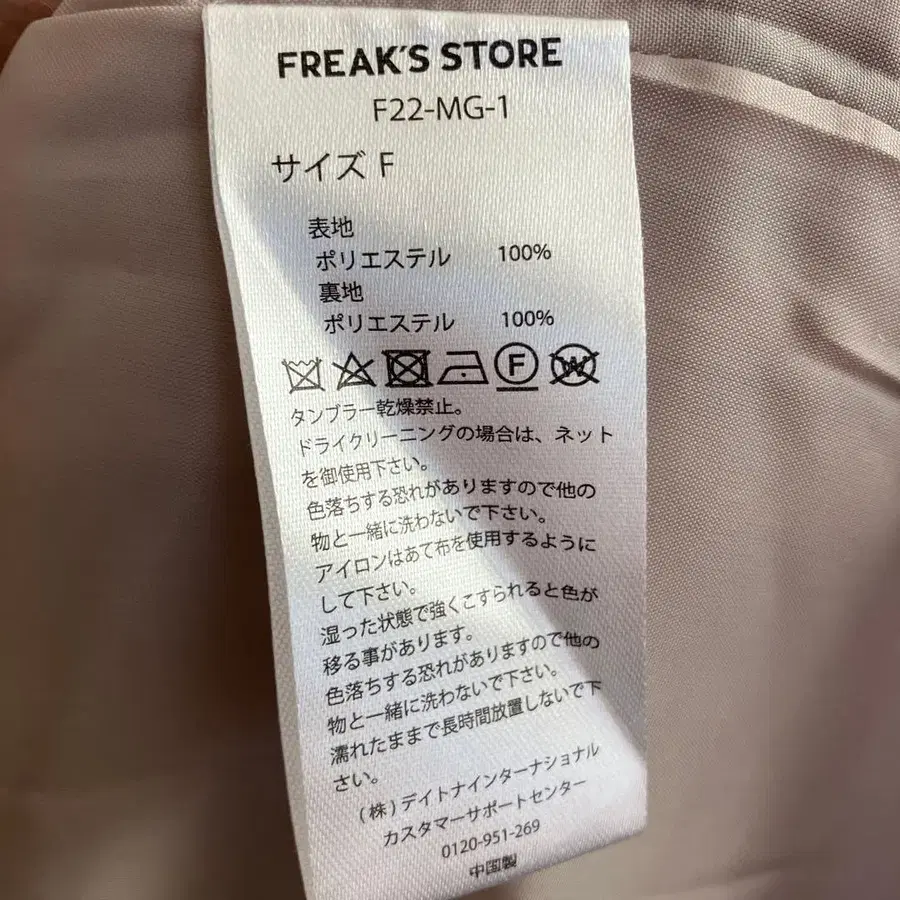 FREAK'S STORE
F22-MG-1
サイズ F
表地
ポリエステル 100%
裏地
ポリエステル 100%
F W
タンブラー乾燥禁止。
ドライクリーニングの場合は、ネット
を御使用下さい。
色落ちする恐れがありますので他の
物と一緒に洗わないで下さい。
アイロンはあて布を使用するように
して下さい。
湿った状態で強くこすられると色が
移る事があります。
色落ちする恐れがありますので他の
物と一緒に洗わないで下さい。
濡れたままで長時間放置しないで下
さい。
(株)デイトナインターナショナル
カスタマーサポートセンター
0120-951-269
中国製